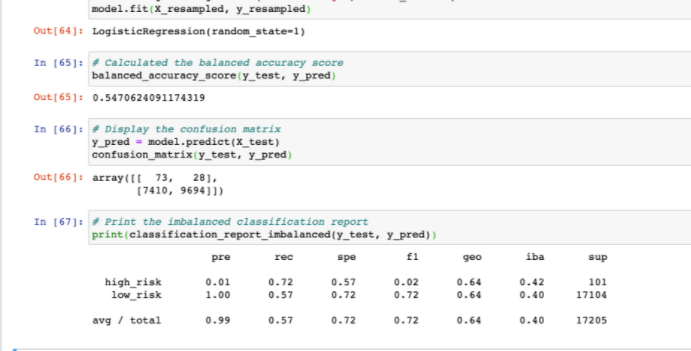 model.fit(X_resampled, y_resampled)
Out[64]: LogisticRegression(random_state=1)
In [65]: # Calculated the balanced accuracy score
balanced_accuracy_score(y_test, y_pred)
Out[65]: 0.5470624091174319
In [66]: # Display the confusion matrix
y_pred = model.predict(X_test)
confusion_matrix(y_test, y_pred)
Out[66]: array([[ 73, 28],
[7410, 9694]])
In [67]: # Print the imbalanced classification report
print(classification_report_imbalanced(y_test, y_pred))
pre rec spe f1 geo iba sup
high_risk 0.01 0.72 0.57 0.02 0.64 0.42 101
low_risk 1.00 0.57 0.72 0.72 0.64 0.40 17104
avg / total 0.99 0.57 0.72 0.72 0.64 0.40 17205